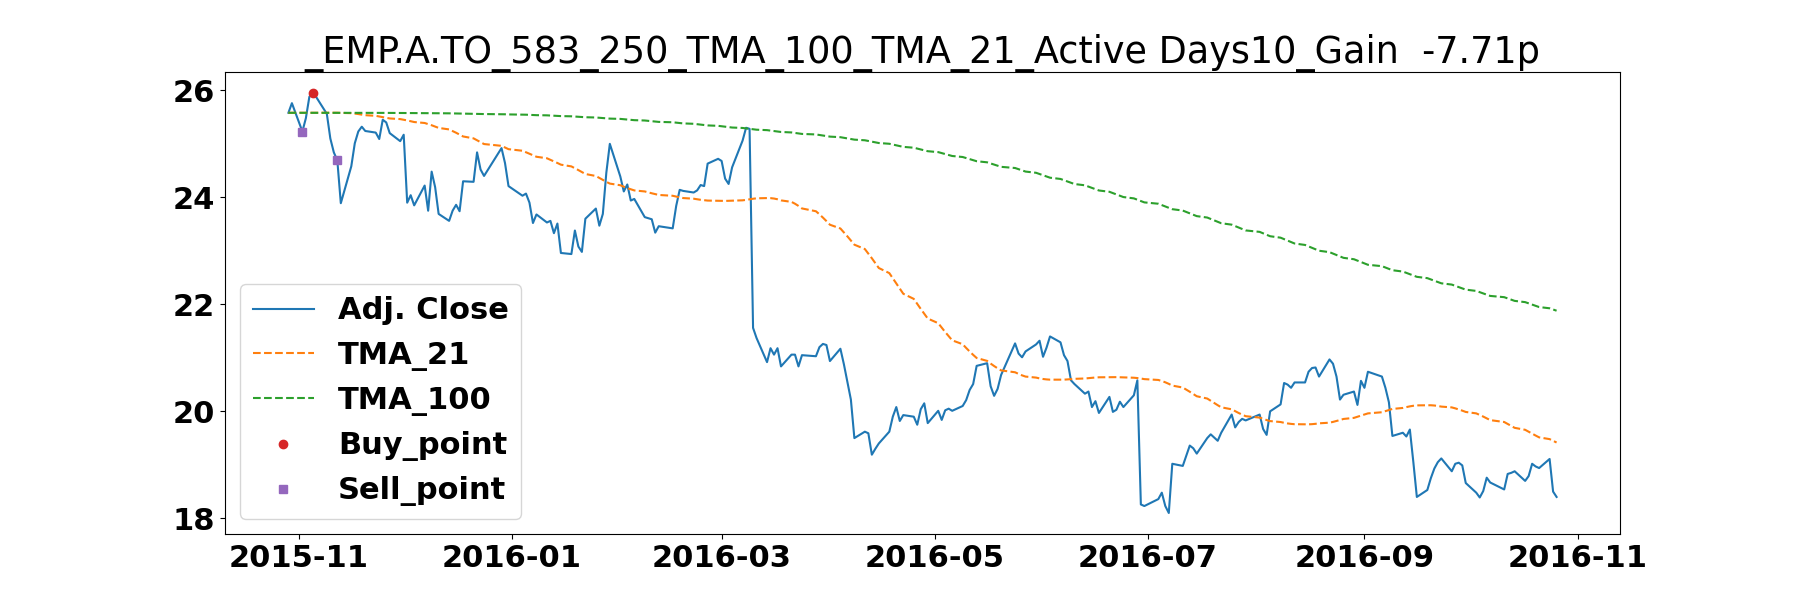 _EMP.A.TO_583_250_TMA_100_TMA_21_Active Days10_Gain  -7.71p
26
24
22
20
18
Adj. Close
TMA_21
TMA_100
Buy_point
Sell_point
2015-11 2016-01 2016-03 2016-05 2016-07 2016-09 2016-11